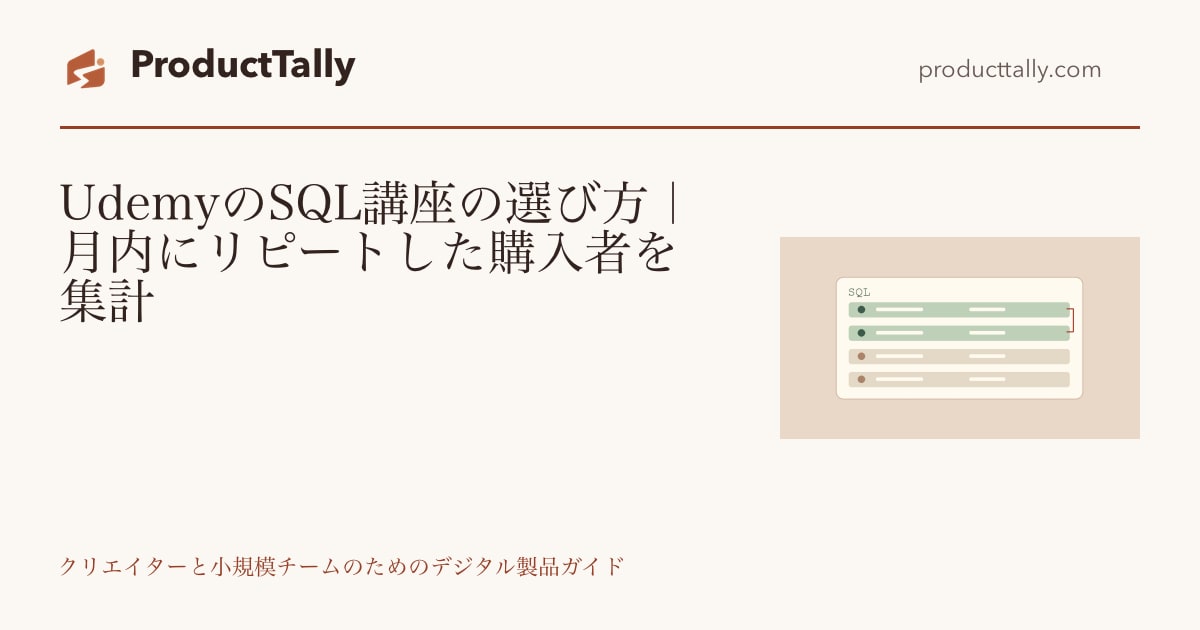 ProductTally
producttally.com
UdemyのSQL講座の選び方｜
月内にリピートした購入者を
集計
SQL
クリエイターと小規模チームのためのデジタル製品ガイド